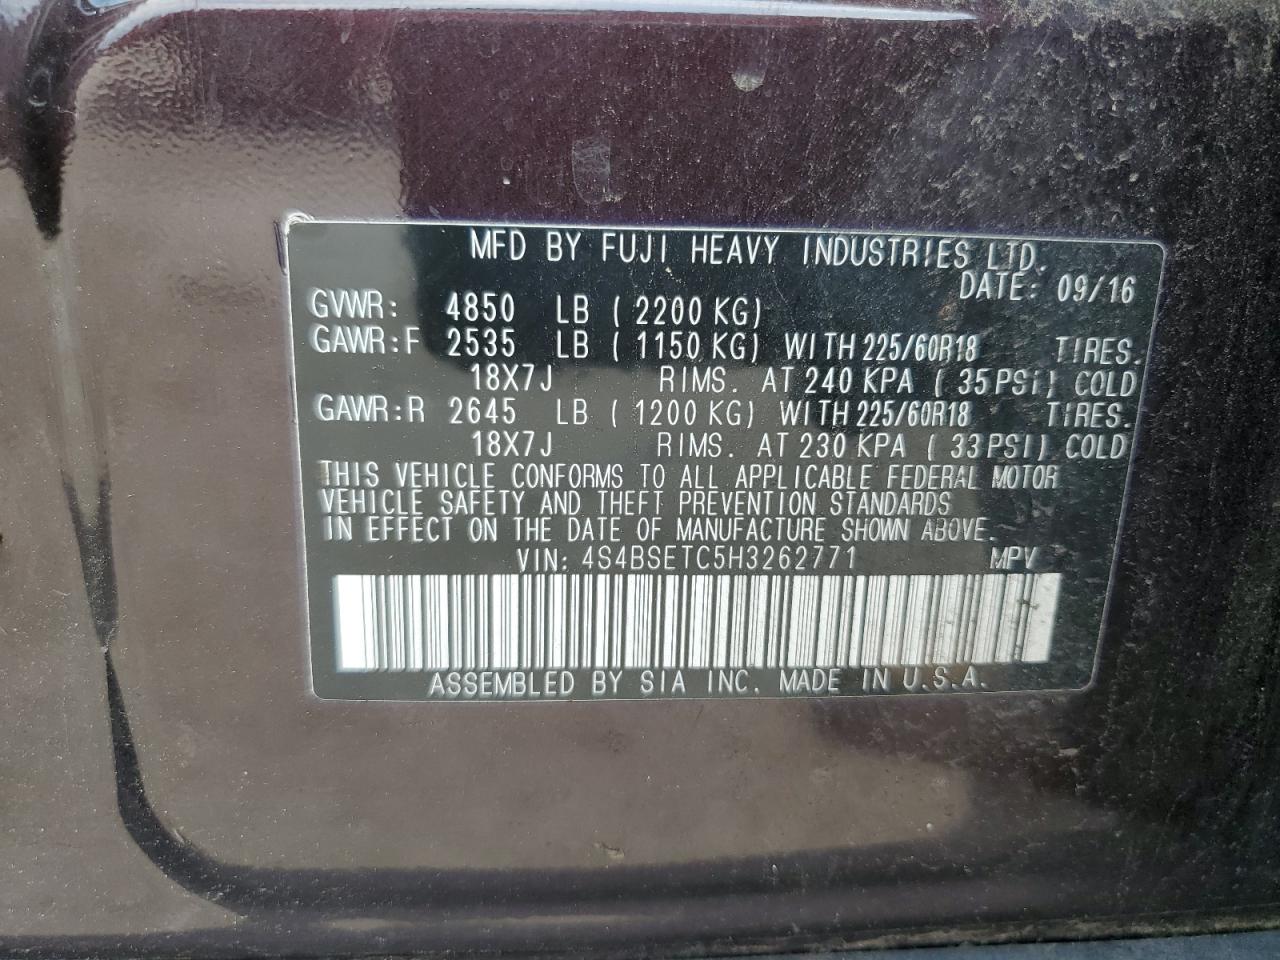 MFD BY FUJI HEAVY INDUSTRIES LTD.
DATE: 09/16
GVWR: 4850 LB ( 2200 KG)
GAWR:F 2535 LB ( 1150 KG) WITH 225/60R18 TIRES.
18X7J RIMS. AT 240 KPA ( 35 PSi) COLD
GAWR:R 2645 LB ( 1200 KG) WITH 225/60R18 TIRES.
18X7J RIMS. AT 230 KPA ( 33 PSI) COLD
THIS VEHICLE CONFORMS TO ALL APPLICABLE FEDERAL MOTOR
VEHICLE SAFETY AND THEFT PREVENTION STANDARDS
IN EFFECT ON THE DATE OF MANUFACTURE SHOWN ABOVE.
VIN: 4S4BSETC5H3262771 MPV
ASSEMBLED BY SIA INC. MADE IN U.S.A.